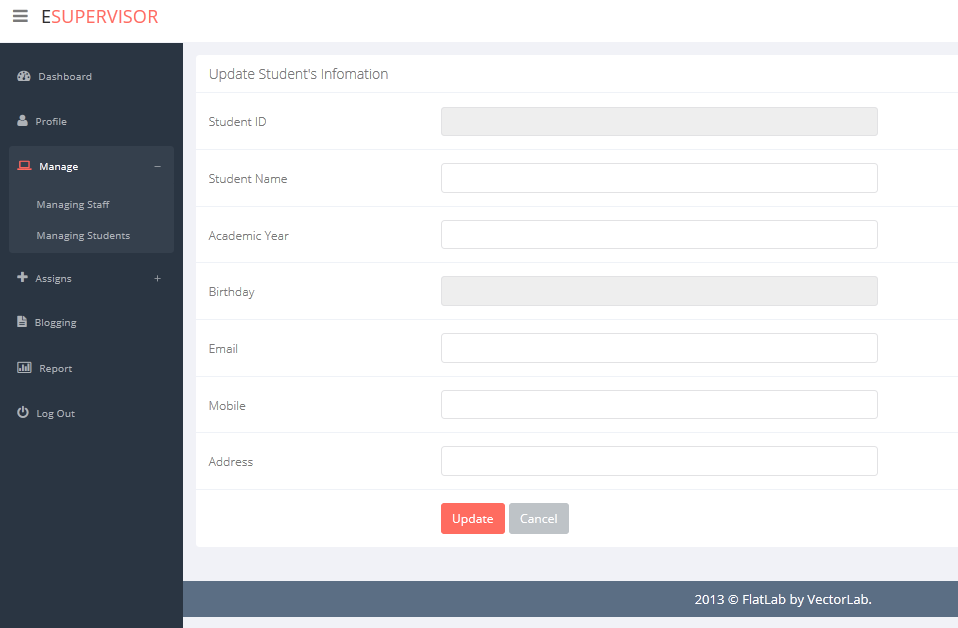 ESUPERVISOR
Dashboard
Profile
Manage
Managing Staff
Managing Students
Assigns
Blogging
Report
Log Out
Update Student's Infomation
Student ID
Student Name
Academic Year
Birthday
Email
Mobile
Address
Update Cancel
2013 © FlatLab by VectorLab.